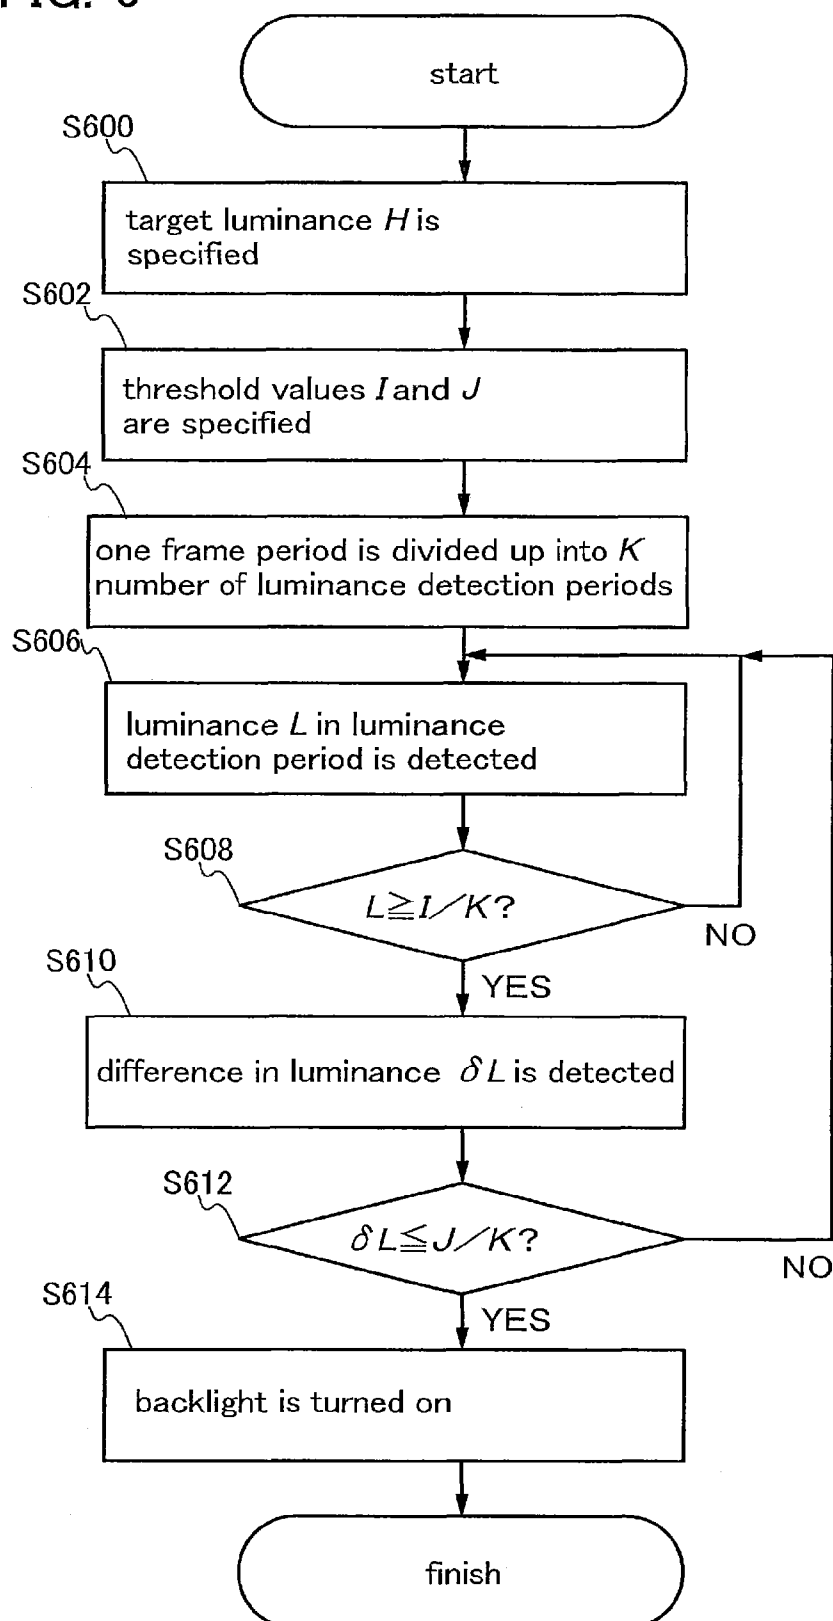 start
S600
target luminance H is
specified
S602
threshold values I and J
are specified
S604
one frame period is divided up into K
number of luminance detection periods
S606
luminance L in luminance
detection period is detected
S608
L≧I/K?
NO
YES
S610
difference in luminance δL is detected
S612
δL≦J/K?
NO
YES
S614
backlight is turned on
finish